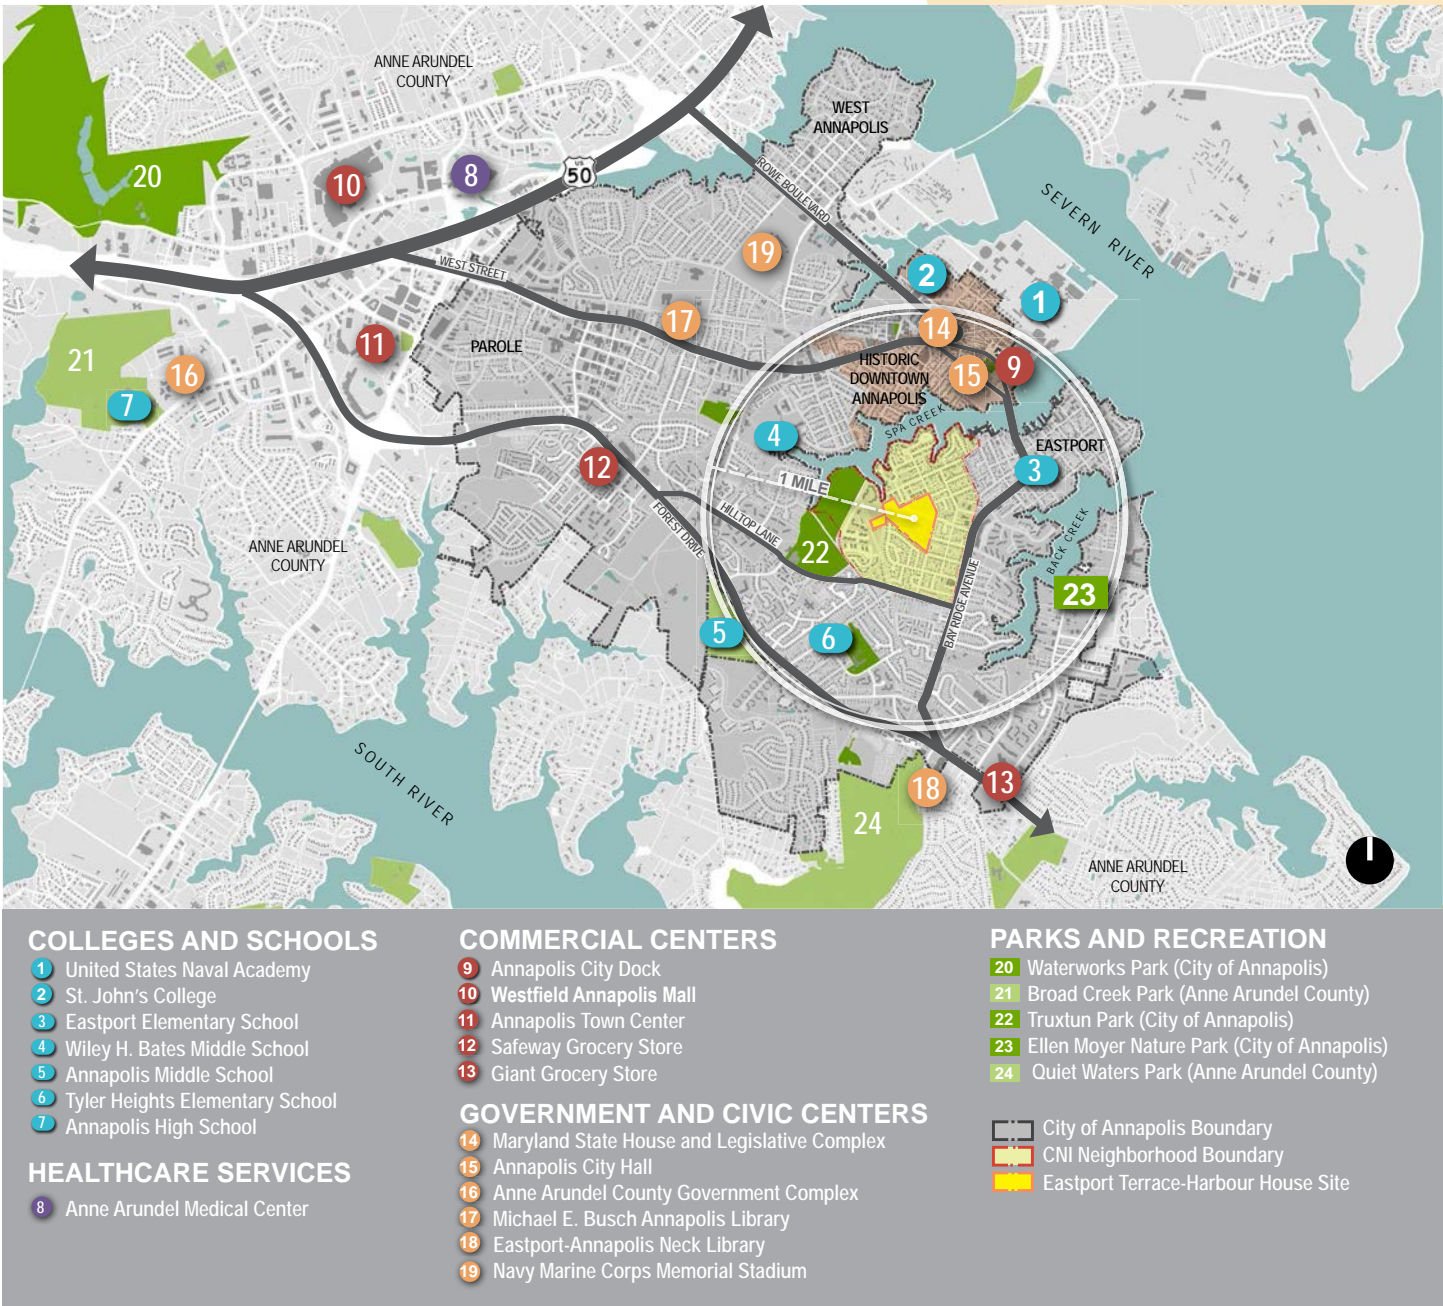 ANNE ARUNDEL
COUNTY
WEST
ANNAPOLIS
20
10
8
US
50
ROWE BOULEVARD
SEVERN RIVER
19
2
1
WEST STREET
17
14
PAROLE
11
HISTORIC
DOWNTOWN
ANNAPOLIS
15
9
21
16
7
SPA CREEK
4
EASTPORT
3
12
1 MILE
FOREST DRIVE
HILLTOP LANE
22
BACK CREEK
ANNE ARUNDEL
COUNTY
23
BAY RIDGE AVENUE
5
6
SOUTH RIVER
18
13
24
ANNE ARUNDEL
COUNTY
COLLEGES AND SCHOOLS
1 United States Naval Academy
2 St. John's College
3 Eastport Elementary School
4 Wiley H. Bates Middle School
5 Annapolis Middle School
6 Tyler Heights Elementary School
7 Annapolis High School
HEALTHCARE SERVICES
8 Anne Arundel Medical Center
COMMERCIAL CENTERS
9 Annapolis City Dock
10 Westfield Annapolis Mall
11 Annapolis Town Center
12 Safeway Grocery Store
13 Giant Grocery Store
GOVERNMENT AND CIVIC CENTERS
14 Maryland State House and Legislative Complex
15 Annapolis City Hall
16 Anne Arundel County Government Complex
17 Michael E. Busch Annapolis Library
18 Eastport-Annapolis Neck Library
19 Navy Marine Corps Memorial Stadium
PARKS AND RECREATION
20 Waterworks Park (City of Annapolis)
21 Broad Creek Park (Anne Arundel County)
22 Truxtun Park (City of Annapolis)
23 Ellen Moyer Nature Park (City of Annapolis)
24 Quiet Waters Park (Anne Arundel County)
City of Annapolis Boundary
CNI Neighborhood Boundary
Eastport Terrace-Harbour House Site